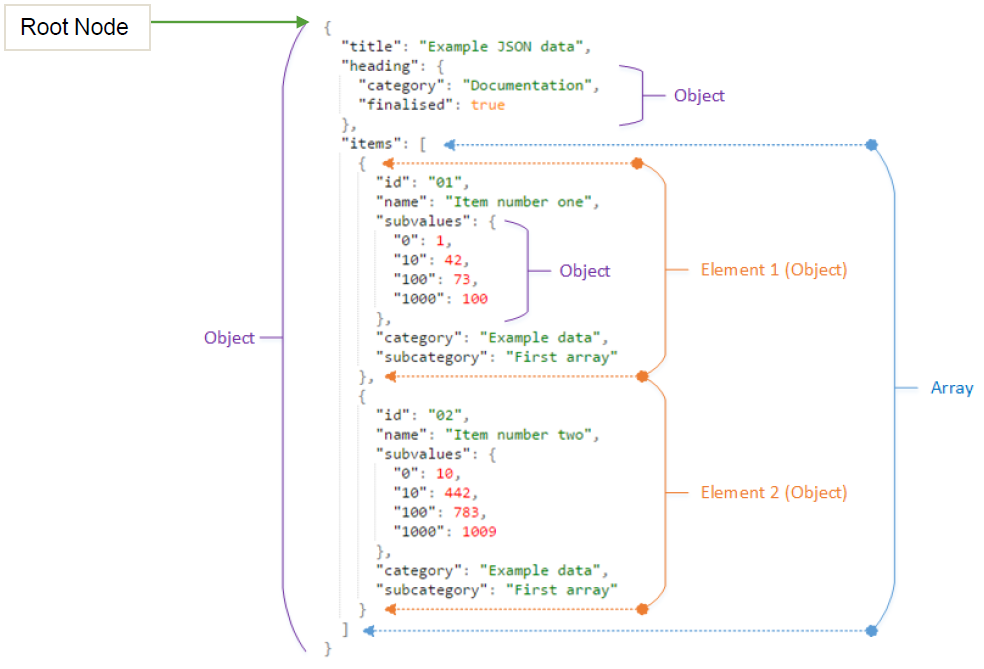 Root Node
{
"title": "Example JSON data",
"heading": {
"category": "Documentation",
"finalised": true
Object
},
"items": [
{
"id": "01",
"name": "Item number one",
"subvalues": {
"0": 1,
"10": 42,
"100": 73,
"1000": 100
Object
Element 1 (Object)
},
"category": "Example data",
"subcategory": "First array"
Object
},
Array
{
"id": "02",
"name": "Item number two",
"subvalues": {
"0": 10,
"10": 442,
"100": 783,
"1000": 1009
Element 2 (Object)
},
"category": "Example data",
"subcategory": "First array"
}
]
}